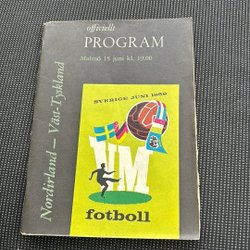 officiellt
PROGRAM
Malmö 15 juni kl. 19.00
Nordirland – Väst-Tyskland
SVERIGE JUNI 1958
VM
fotboll